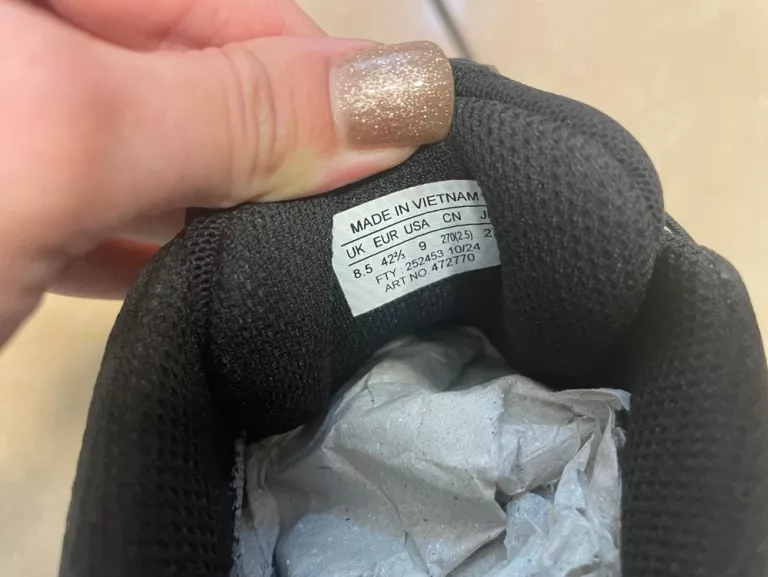 MADE IN VIETNAM
UK EUR USA CN
8.5 42⅔ 9 270(2.5)
FTY : 252453 10/24
ART NO. 472770